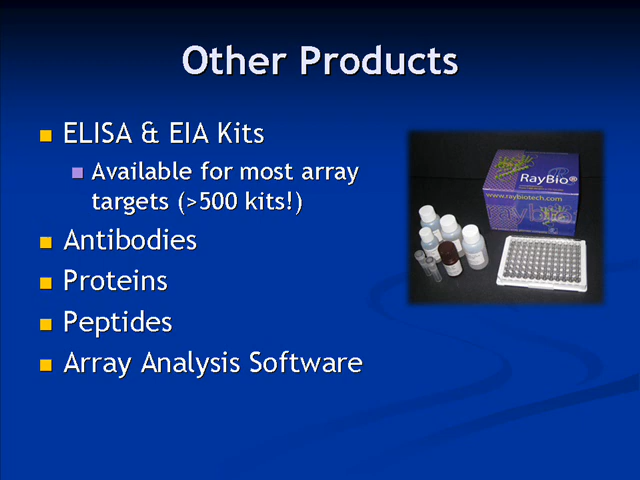 Other Products
ELISA & EIA Kits
Available for most array
targets (>500 kits!)
Antibodies
Proteins
Peptides
Array Analysis Software
RayBio®
www.raybiotech.com
raybio